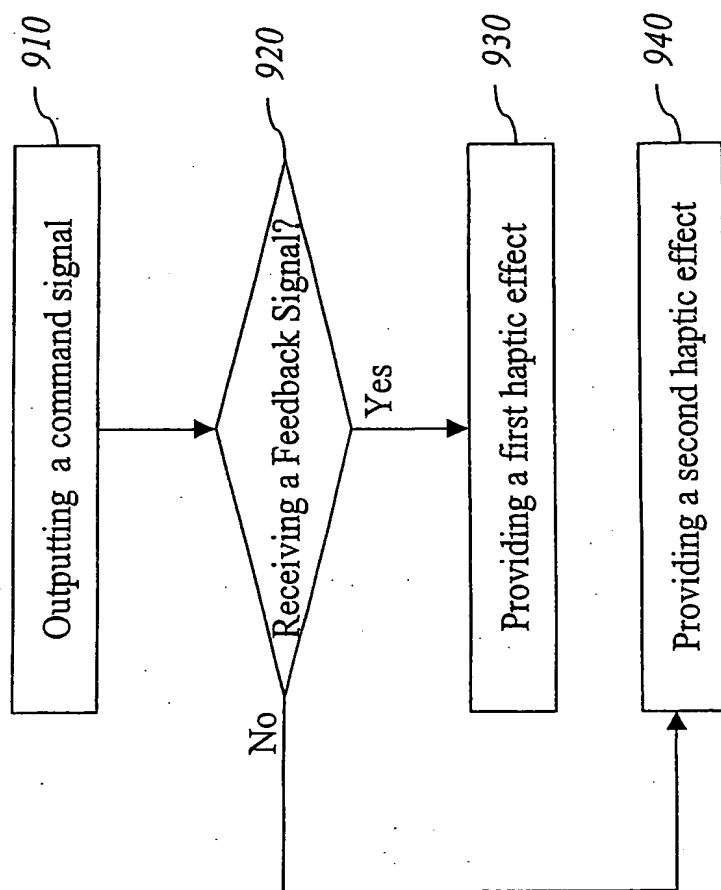 910
Outputting a command signal
920
Receiving a Feedback Signal?
No
Yes
930
Providing a first haptic effect
940
Providing a second haptic effect